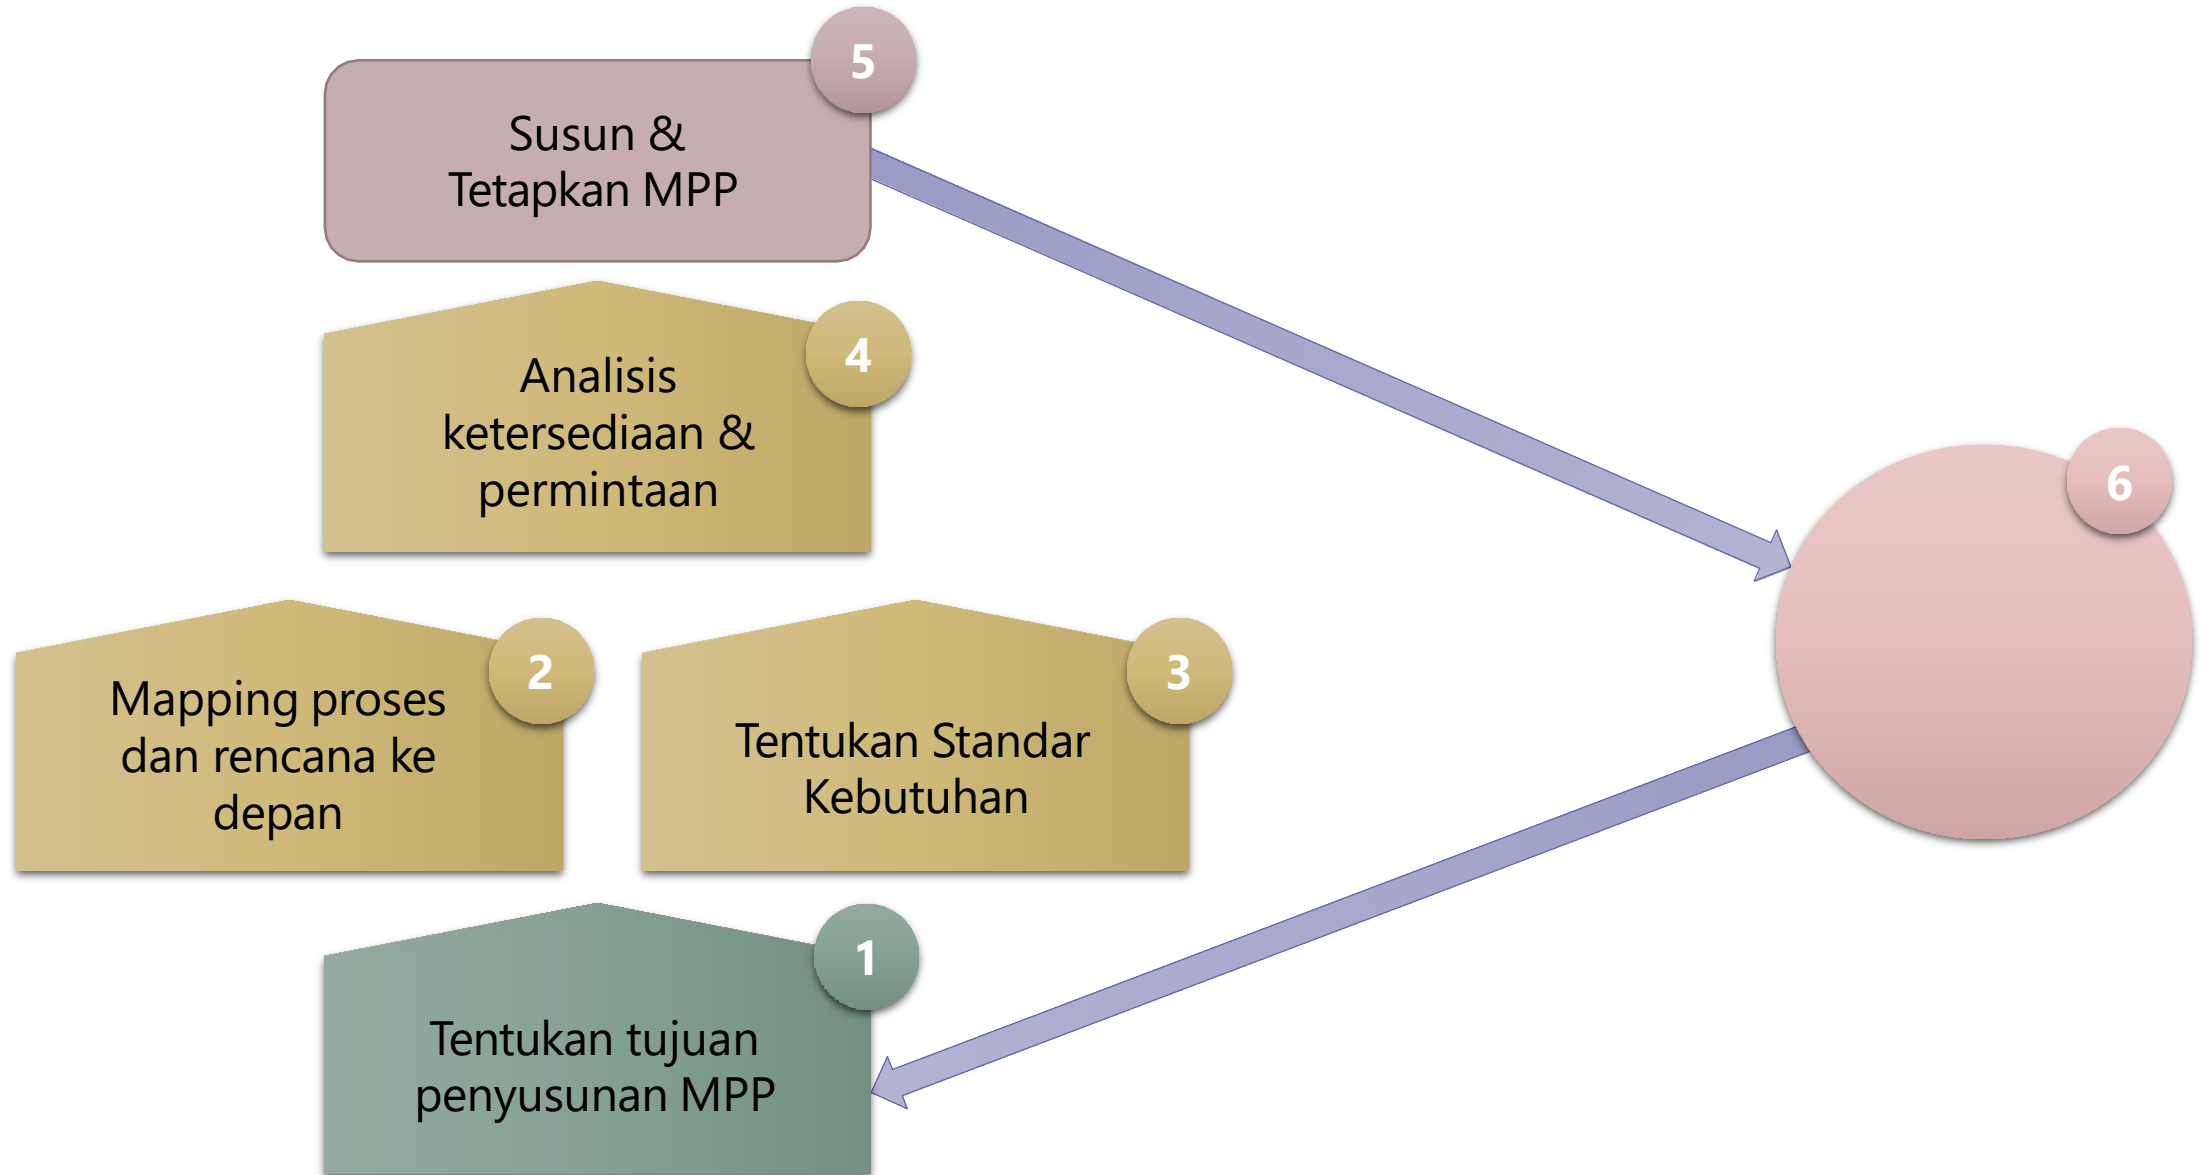 5
Susun &
Tetapkan MPP
4
Analisis
ketersediaan &
permintaan
6
2
Mapping proses
dan rencana ke
depan
3
Tentukan Standar
Kebutuhan
1
Tentukan tujuan
penyusunan MPP